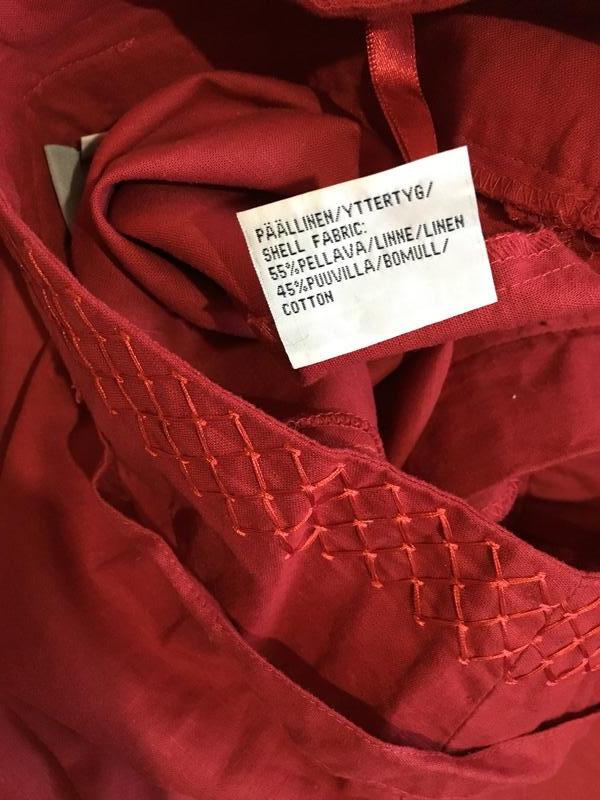 PÄÄLLINEN/YTTERTYG/
SHELL FABRIC:
55%PELLAVA/LINNE/LINEN
45%PUUVILLA/BOMULL/
COTTON